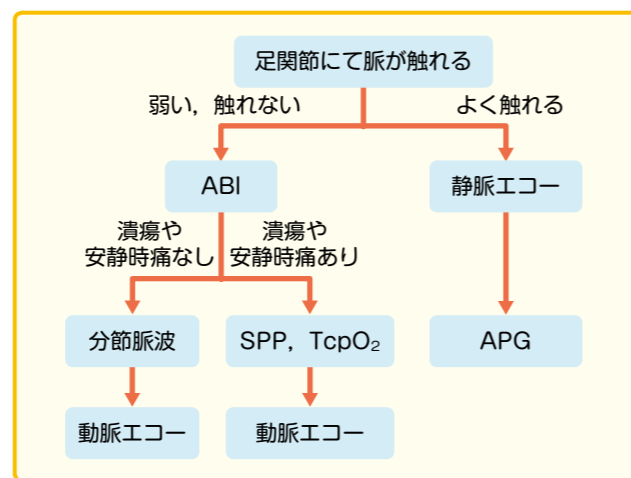 足関節にて脈が触れる
弱い，触れない
よく触れる
ABI
静脈エコー
潰瘍や
安静時痛なし
潰瘍や
安静時痛あり
分節脈波
SPP，TcpO₂
APG
動脈エコー
動脈エコー